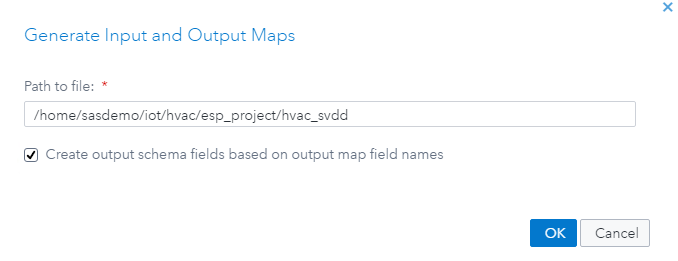 Generate Input and Output Maps
Path to file: *
/home/sasdemo/iot/hvac/esp_project/hvac_svdd
Create output schema fields based on output map field names
OK Cancel